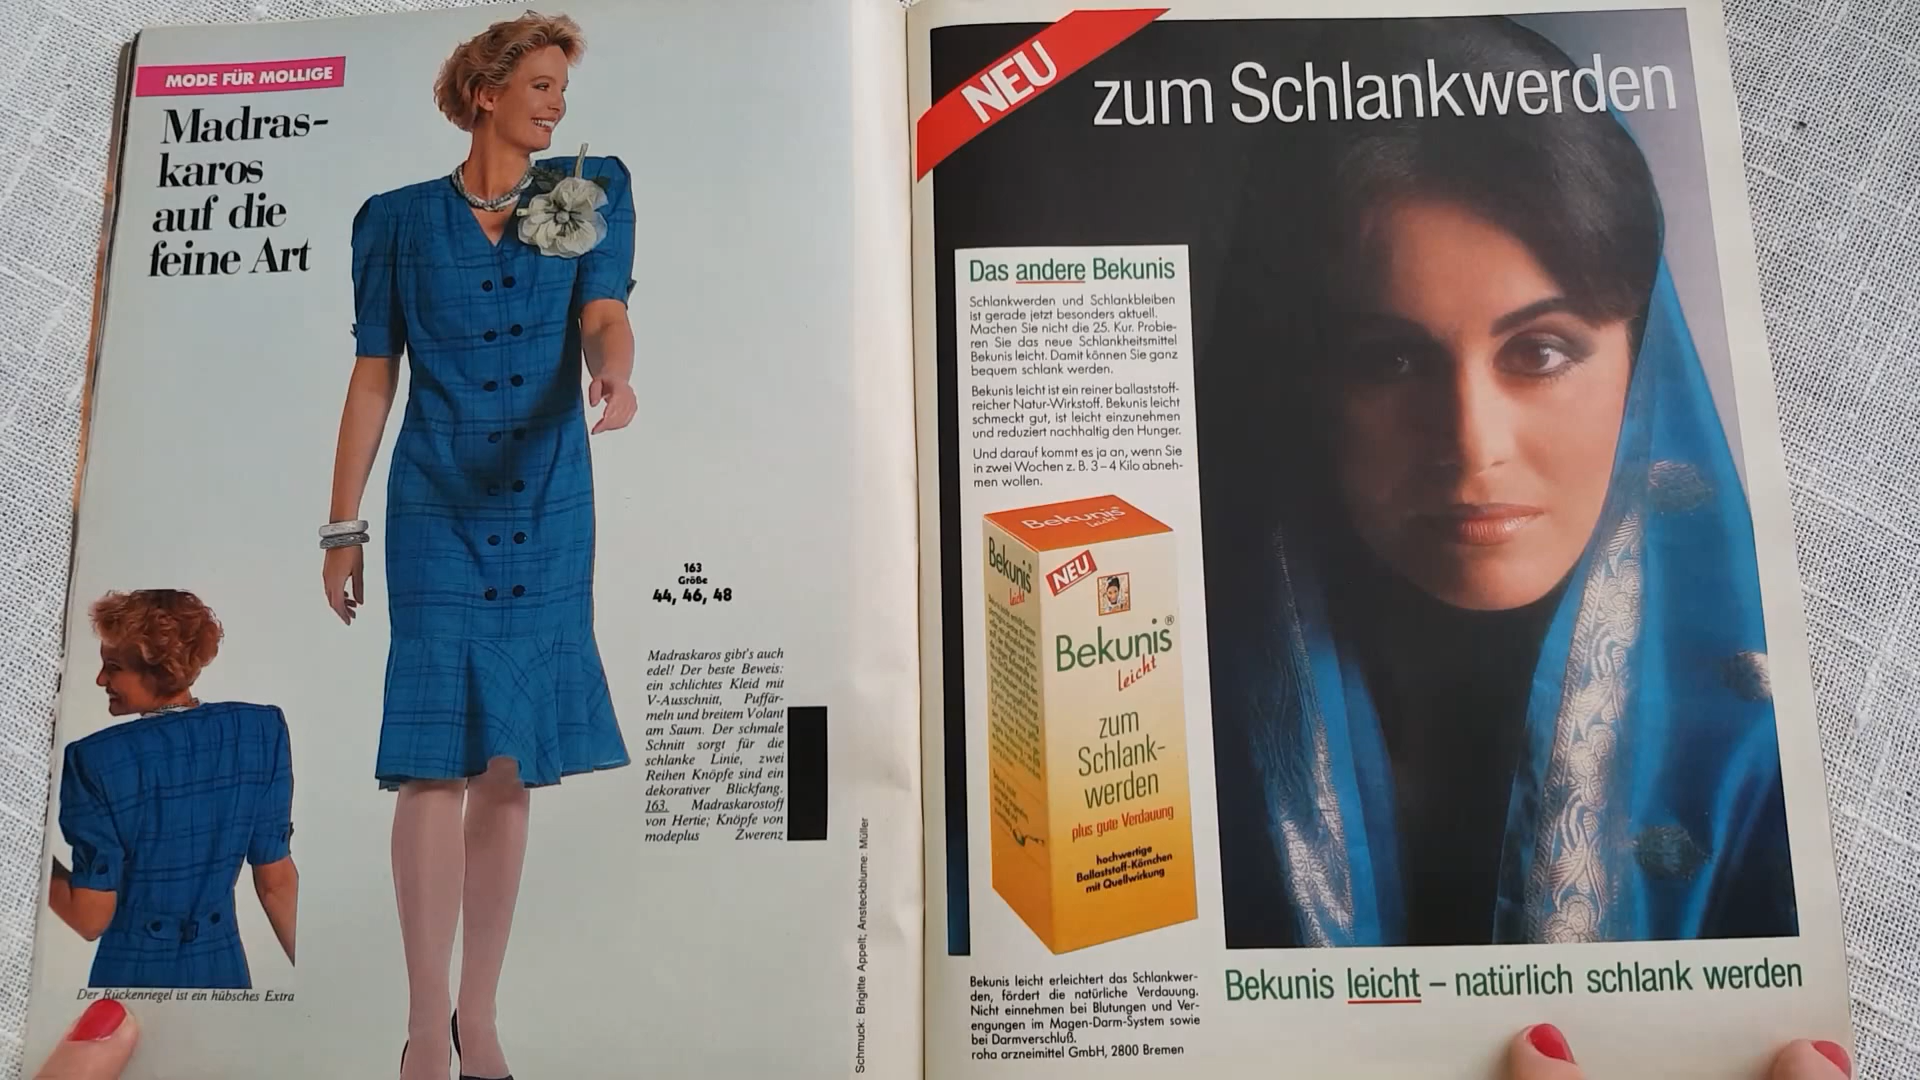 MODE FÜR MOLLIGE
Madras-
karos
auf die
feine Art
163
Größe
44, 46, 48
Madraskaros gibt's auch
edel! Der beste Beweis:
ein schlichtes Kleid mit
V-Ausschnitt, Puffär-
meln und breitem Volant
am Saum. Der schmale
Schnitt sorgt für die
schlanke Linie, zwei
Reihen Knöpfe sind ein
dekorativer Blickfang.
163. Madraskarostoff
von Hertie; Knöpfe von
modeplus Zwerenz
Der Rückenriegel ist ein hübsches Extra
Schmuck: Brigitte Appelt; Ansteckblume: Müller
NEU
zum Schlankwerden
Das andere Bekunis
Schlankwerden und Schlankbleiben
ist gerade jetzt besonders aktuell.
Machen Sie nicht die 25. Kur. Probie-
ren Sie das neue Schlankheitsmittel
Bekunis leicht. Damit können Sie ganz
bequem schlank werden.
Bekunis leicht ist ein reiner ballaststoff-
reicher Natur-Wirkstoff. Bekunis leicht
schmeckt gut, ist leicht einzunehmen
und reduziert nachhaltig den Hunger.
Und darauf kommt es ja an, wenn Sie
in zwei Wochen z. B. 3–4 Kilo abneh-
men wollen.
Bekunis
leicht
Bekunis
leicht
NEU
Bekunis®
leicht
zum
Schlank-
werden
plus gute Verdauung
hochwertige
Ballaststoff-Körnchen
mit Quellwirkung
Bekunis leicht erleichtert das Schlankwer-
den, fördert die natürliche Verdauung.
Nicht einnehmen bei Blutungen und Ver-
engungen im Magen-Darm-System sowie
bei Darmverschluß.
roha arzneimittel GmbH, 2800 Bremen
Bekunis leicht – natürlich schlank werden